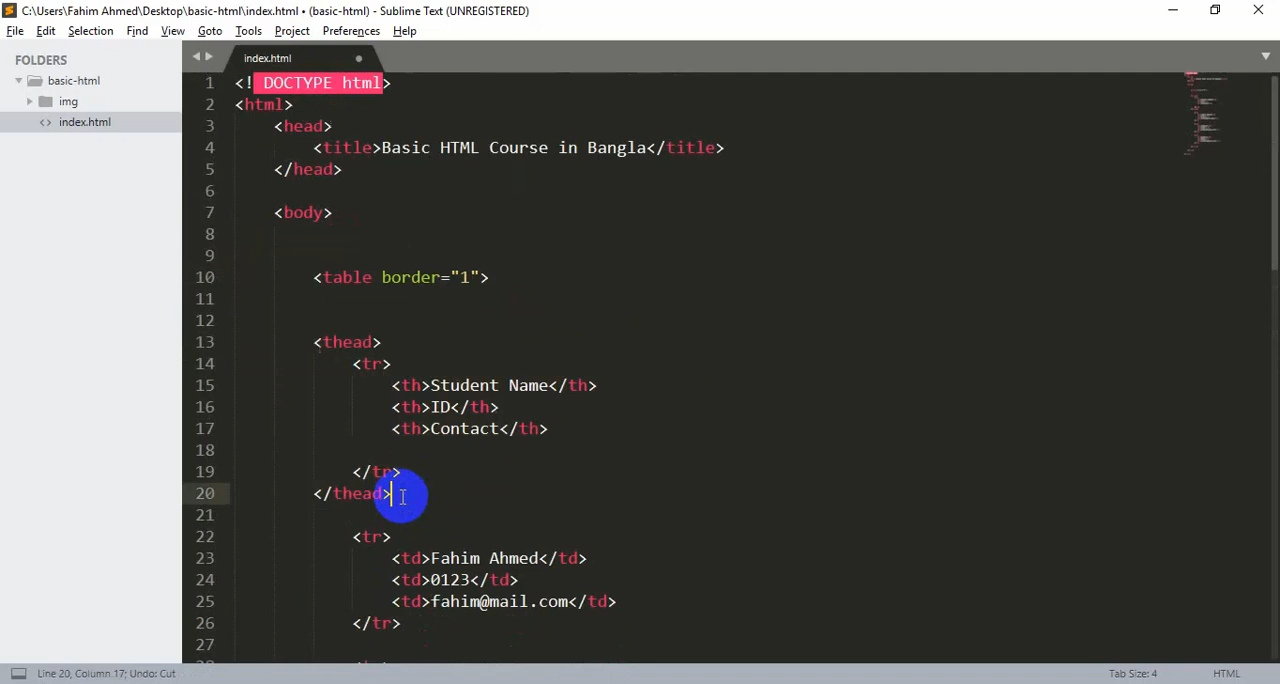 C:\Users\Fahim Ahmed\Desktop\basic-html\index.html • (basic-html) - Sublime Text (UNREGISTERED)
File Edit Selection Find View Goto Tools Project Preferences Help
FOLDERS
basic-html
img
index.html
index.html
1 <! DOCTYPE html>
2 <html>
3 <head>
4 <title>Basic HTML Course in Bangla</title>
5 </head>
6
7 <body>
8
9
10 <table border="1">
11
12
13 <thead>
14 <tr>
15 <th>Student Name</th>
16 <th>ID</th>
17 <th>Contact</th>
18
19 </tr>
20 </thead>
21
22 <tr>
23 <td>Fahim Ahmed</td>
24 <td>0123</td>
25 <td>fahim@mail.com</td>
26 </tr>
27
Line 20, Column 17; Undo: Cut Tab Size: 4 HTML